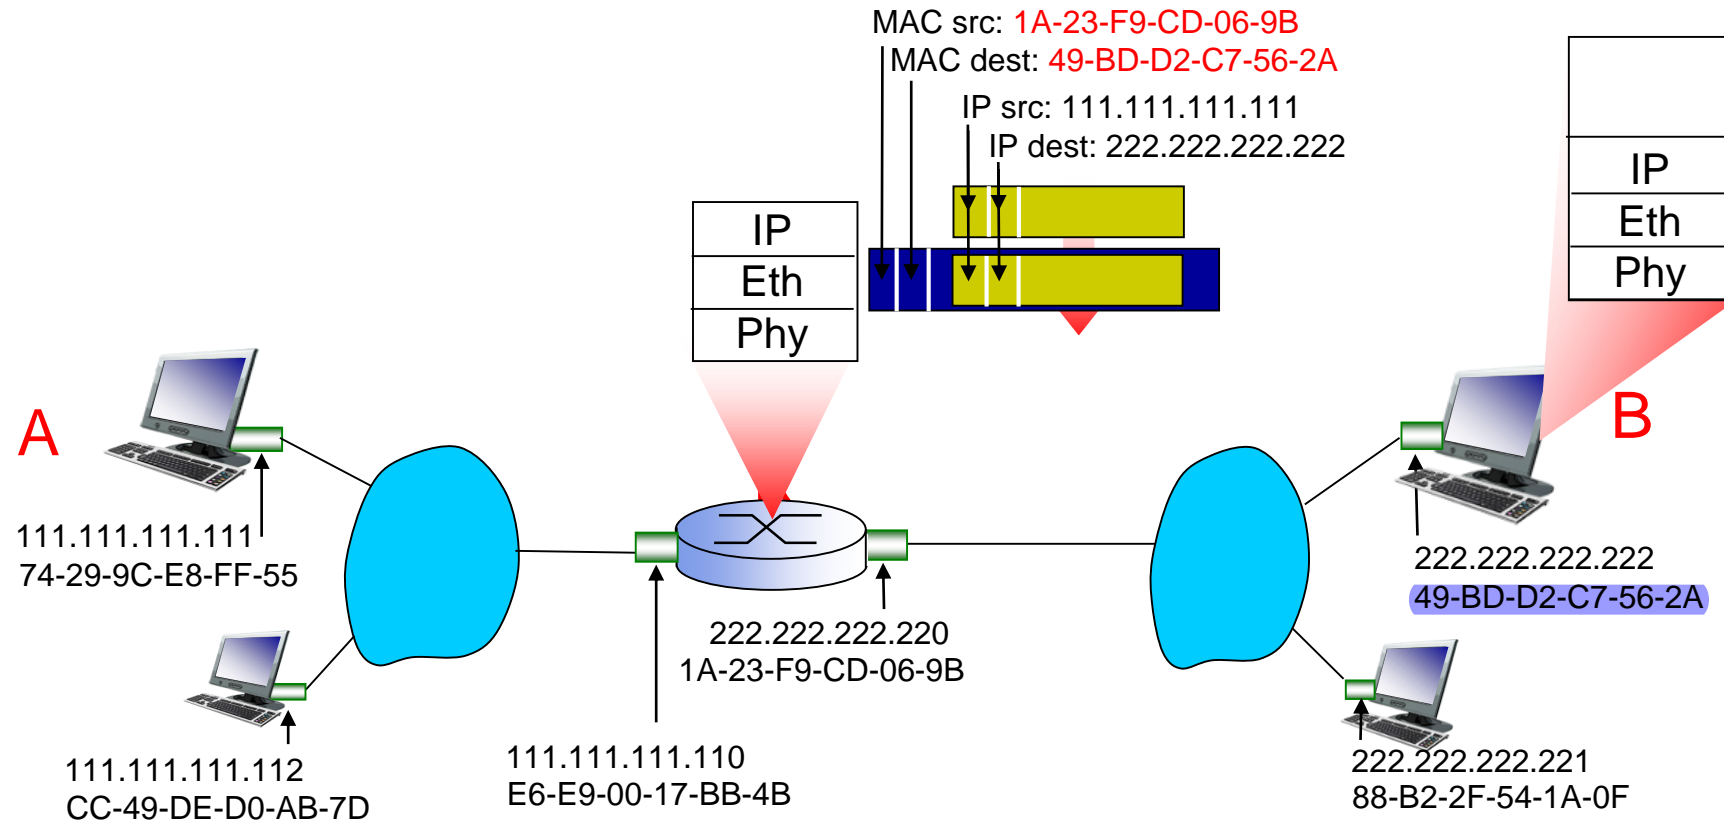 MAC src: 1A-23-F9-CD-06-9B
MAC dest: 49-BD-D2-C7-56-2A
IP src: 111.111.111.111
IP dest: 222.222.222.222
IP
Eth
Phy
IP
Eth
Phy
A
B
111.111.111.111
74-29-9C-E8-FF-55
222.222.222.222
49-BD-D2-C7-56-2A
222.222.222.220
1A-23-F9-CD-06-9B
111.111.111.112
CC-49-DE-D0-AB-7D
111.111.111.110
E6-E9-00-17-BB-4B
222.222.222.221
88-B2-2F-54-1A-0F